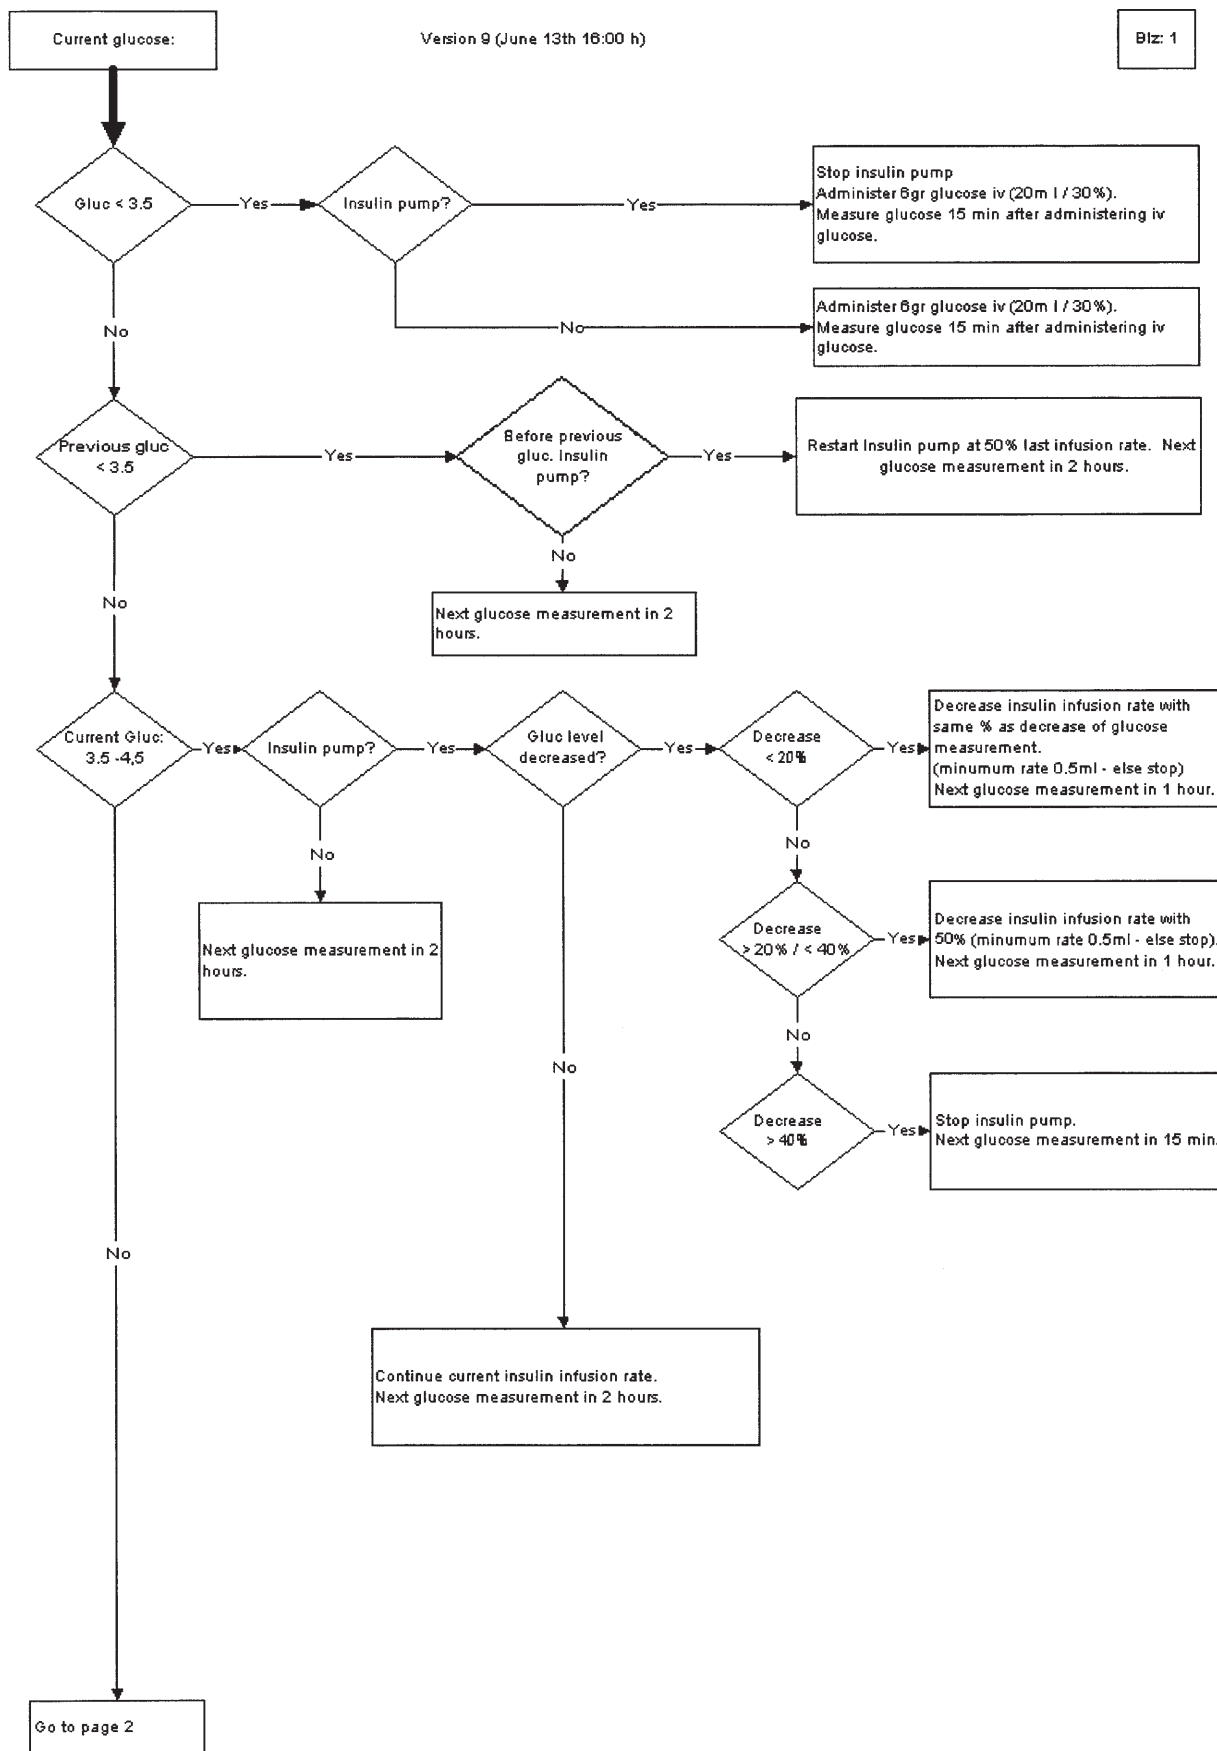 Current glucose:
Version 9 (June 13th 16:00 h)
Blz: 1
Gluc < 3.5
Yes
Insulin pump?
Yes
Stop insulin pump
Administer 6gr glucose iv (20m l / 30%).
Measure glucose 15 min after administering iv
glucose.
No
No
Administer 6gr glucose iv (20m l / 30%).
Measure glucose 15 min after administering iv
glucose.
Previous gluc
< 3.5
Yes
Before previous
gluc. Insulin
pump?
Yes
Restart Insulin pump at 50% last infusion rate. Next
glucose measurement in 2 hours.
No
No
Next glucose measurement in 2
hours.
Current Gluc:
3.5 -4,5
Yes
Insulin pump?
Yes
Gluc level
decreased?
Yes
Decrease
< 20%
Yes
Decrease insulin infusion rate with
same % as decrease of glucose
measurement.
(minumum rate 0.5ml - else stop)
Next glucose measurement in 1 hour.
No
No
Next glucose measurement in 2
hours.
Decrease
> 20% / < 40%
Yes
Decrease insulin infusion rate with
50% (minumum rate 0.5ml - else stop).
Next glucose measurement in 1 hour.
No
No
Decrease
> 40%
Yes
Stop insulin pump.
Next glucose measurement in 15 min.
No
Continue current insulin infusion rate.
Next glucose measurement in 2 hours.
Go to page 2